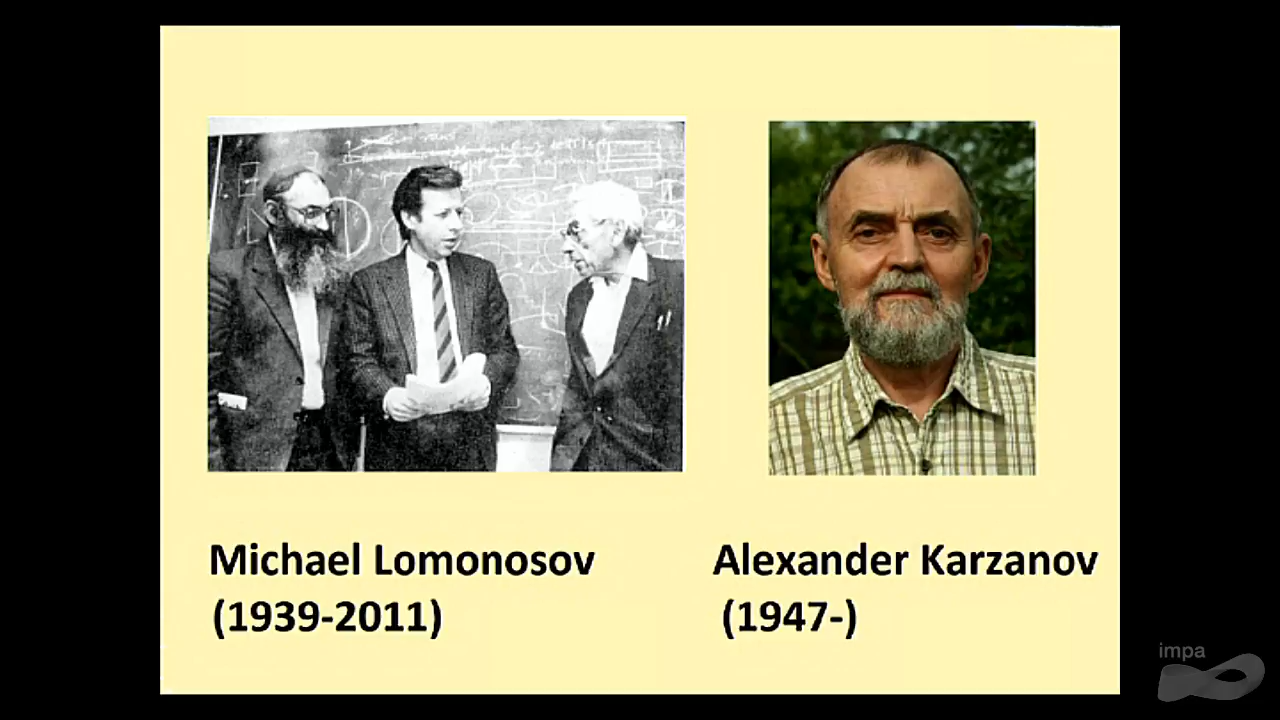 Michael Lomonosov
(1939-2011)
Alexander Karzanov
(1947-)
impa